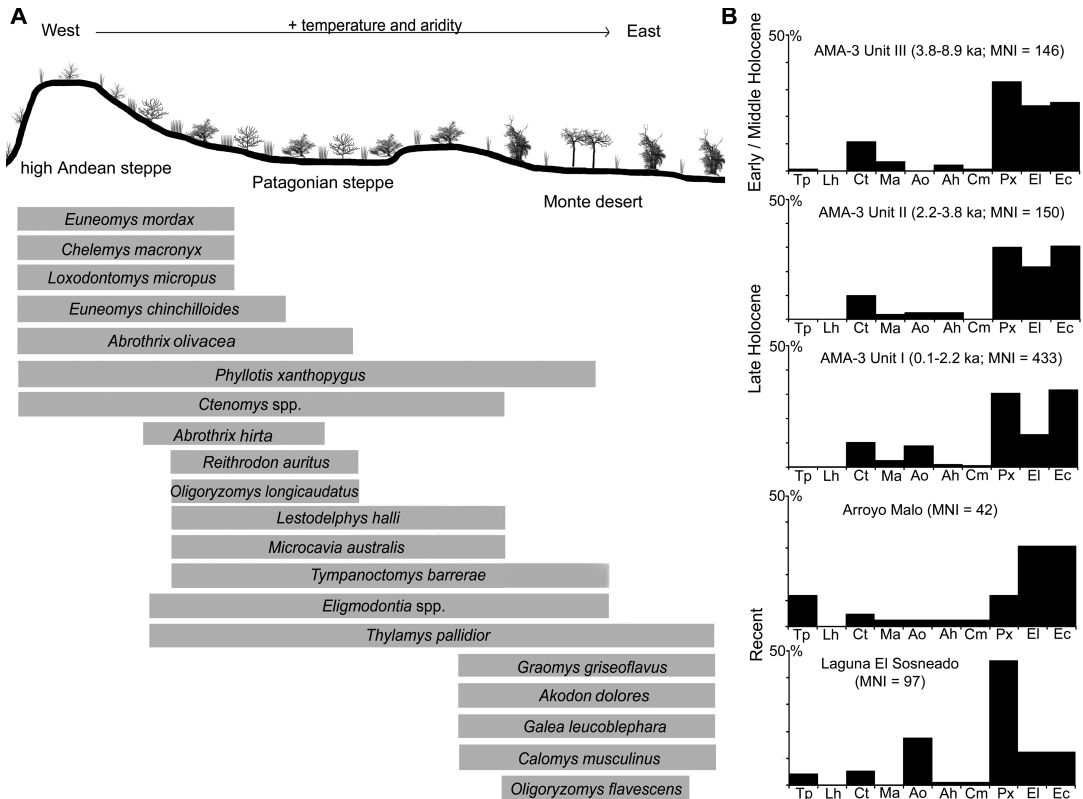 A
West
+ temperature and aridity
East
high Andean steppe
Patagonian steppe
Monte desert
Euneomys mordax
Chelemys macronyx
Loxodontomys micropus
Euneomys chinchilloides
Abrothrix olivacea
Phyllotis xanthopygus
Ctenomys spp.
Abrothrix hirta
Reithrodon auritus
Oligoryzomys longicaudatus
Lestodelphys halli
Microcavia australis
Tympanoctomys barrerae
Eligmodontia spp.
Thylamys pallidior
Graomys griseoflavus
Akodon dolores
Galea leucoblephara
Calomys musculinus
Oligoryzomys flavescens
B
Early / Middle Holocene
50%
AMA-3 Unit III (3.8-8.9 ka; MNI = 146)
Tp Lh Ct Ma Ao Ah Cm Px El Ec
Late Holocene
50%
AMA-3 Unit II (2.2-3.8 ka; MNI = 150)
Tp Lh Ct Ma Ao Ah Cm Px El Ec
50%
AMA-3 Unit I (0.1-2.2 ka; MNI = 433)
Tp Lh Ct Ma Ao Ah Cm Px El Ec
Recent
50%
Arroyo Malo (MNI = 42)
Tp Lh Ct Ma Ao Ah Cm Px El Ec
50%
Laguna El Sosneado
(MNI = 97)
Tp Lh Ct Ma Ao Ah Cm Px El Ec